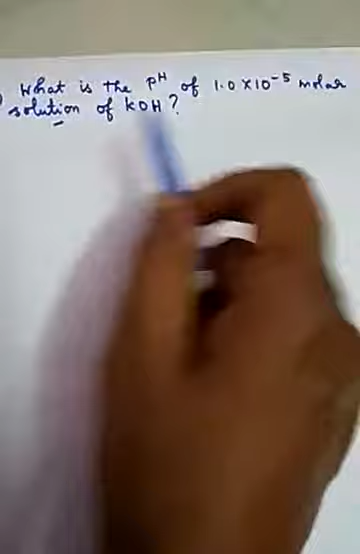 What is the pH of 1.0 x 10-5 molar
solution of KOH?